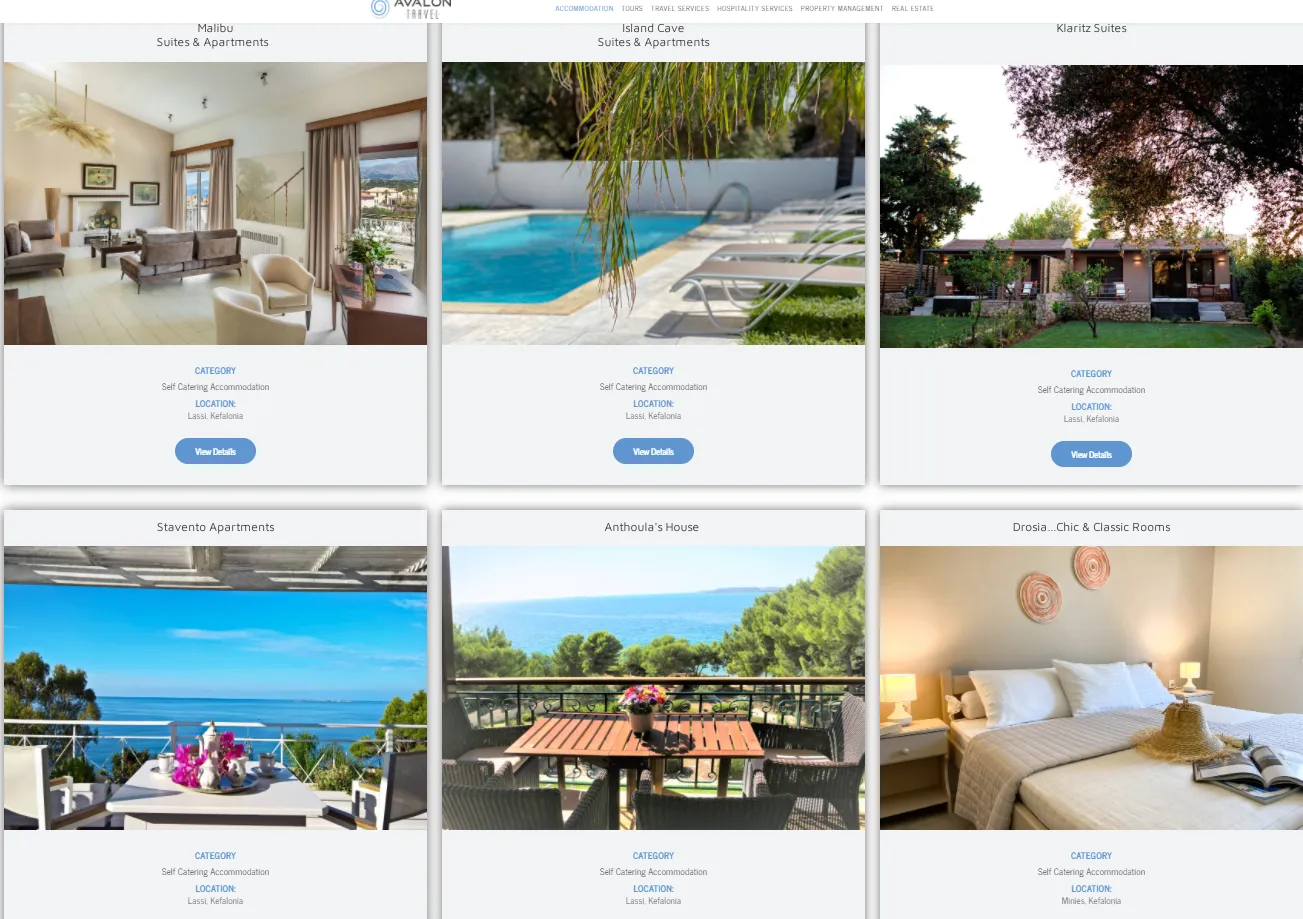 AVALON
TRAVEL
ACCOMMODATION TOURS TRAVEL SERVICES HOSPITALITY SERVICES PROPERTY MANAGEMENT REAL ESTATE
Malibu
Suites & Apartments
Island Cave
Suites & Apartments
Klaritz Suites
CATEGORY
Self Catering Accommodation
LOCATION:
Lassi, Kefalonia
View Details
CATEGORY
Self Catering Accommodation
LOCATION:
Lassi, Kefalonia
View Details
CATEGORY
Self Catering Accommodation
LOCATION:
Lassi, Kefalonia
View Details
Stavento Apartments
Anthoula's House
Drosia...Chic & Classic Rooms
CATEGORY
Self Catering Accommodation
LOCATION:
Lassi, Kefalonia
CATEGORY
Self Catering Accommodation
LOCATION:
Lassi, Kefalonia
CATEGORY
Self Catering Accommodation
LOCATION:
Minies, Kefalonia